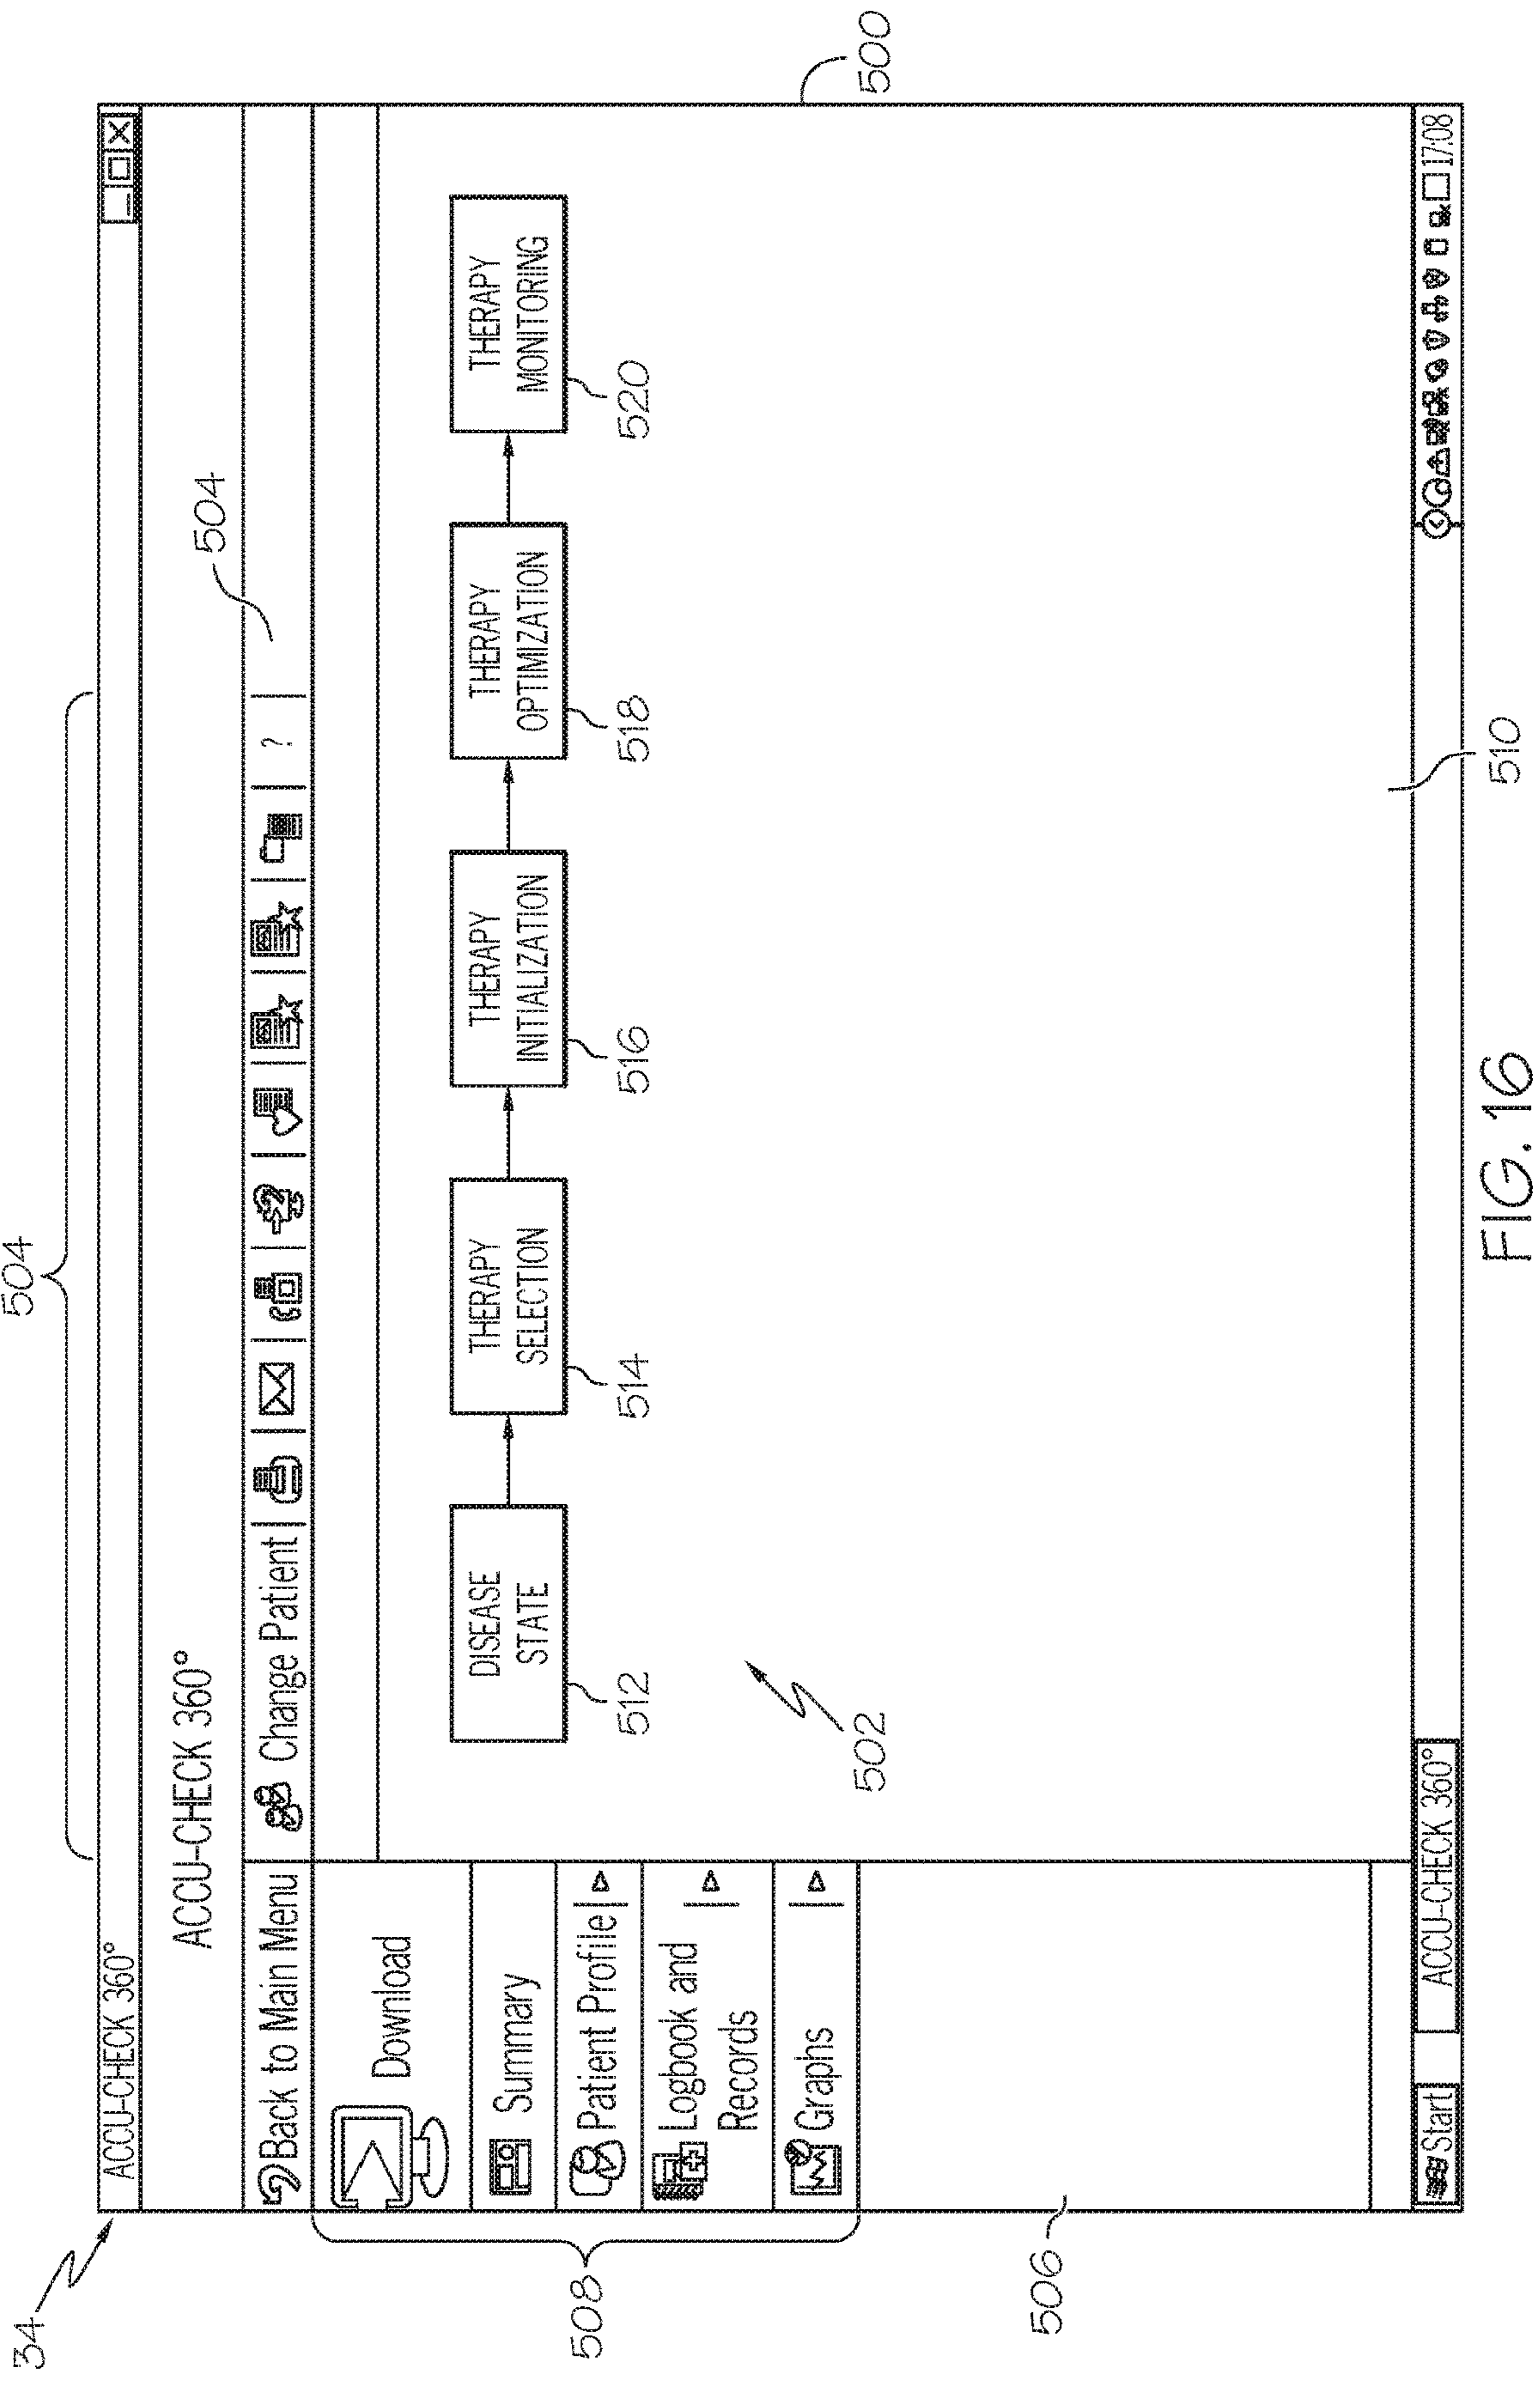 34
504
ACCU-CHECK 360°
ACCU-CHECK 360°
504
Back to Main Menu
Change Patient
?
Download
Summary
Patient Profile
Logbook and
Records
Graphs
508
506
DISEASE
STATE
512
THERAPY
SELECTION
514
THERAPY
INITIALIZATION
516
THERAPY
OPTIMIZATION
518
THERAPY
MONITORING
520
502
500
510
Start
ACCU-CHECK 360°
17:08
FIG. 16